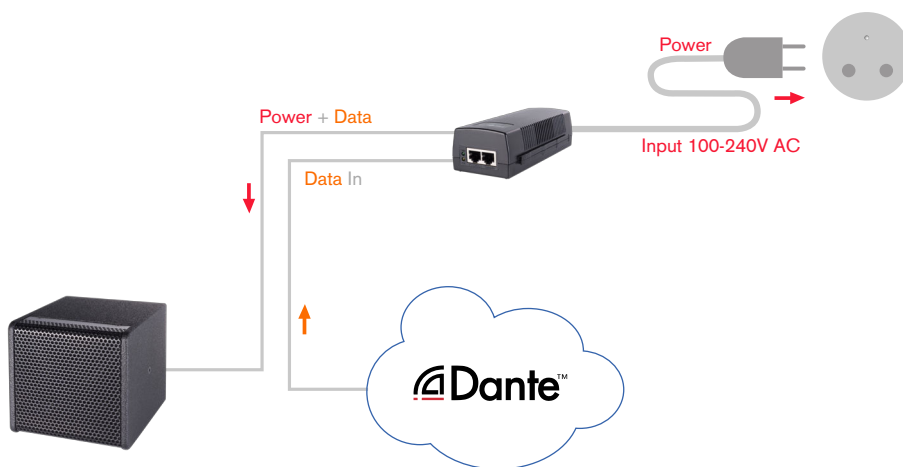 Power
Power + Data
Input 100-240V AC
Data In
Dante™